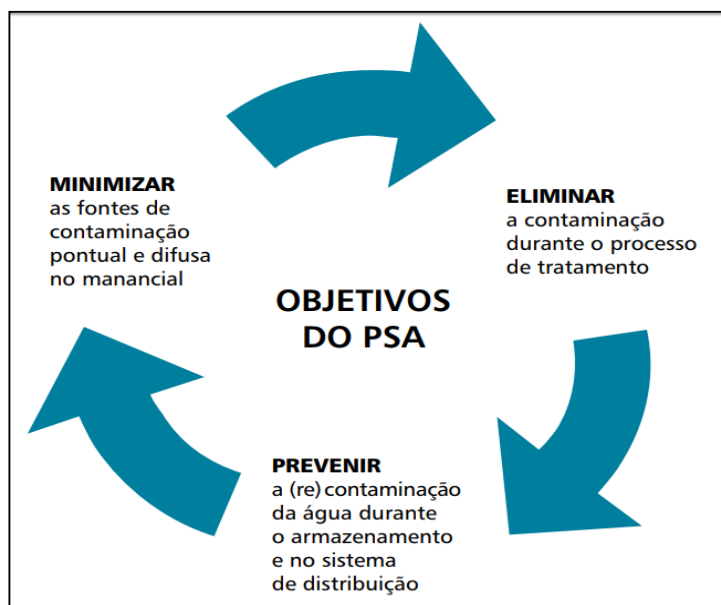 MINIMIZAR
as fontes de
contaminação
pontual e difusa
no manancial
ELIMINAR
a contaminação
durante o processo
de tratamento
OBJETIVOS
DO PSA
PREVENIR
a (re) contaminação
da água durante
o armazenamento
e no sistema
de distribuição